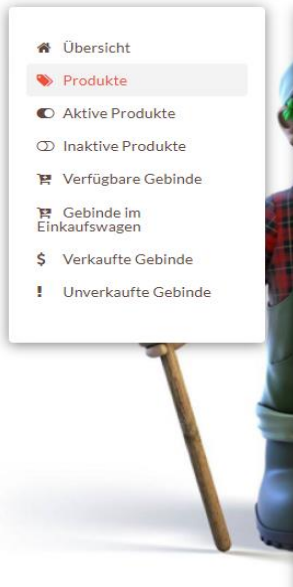 Übersicht
Produkte
Aktive Produkte
Inaktive Produkte
Verfügbare Gebinde
Gebinde im
Einkaufswagen
$ Verkaufte Gebinde
! Unverkaufte Gebinde